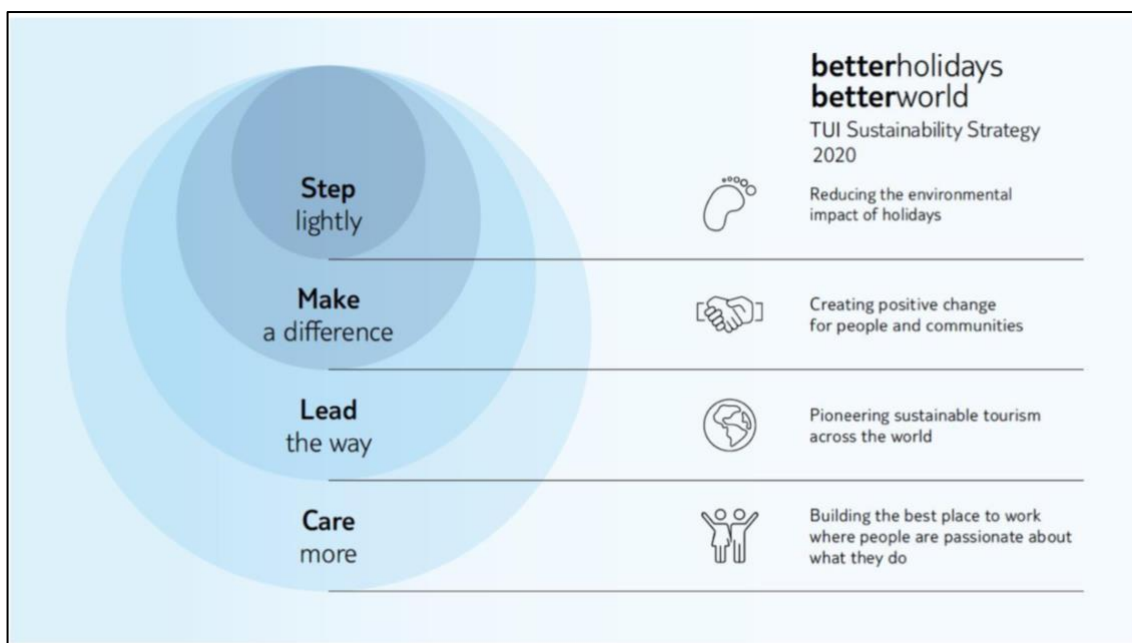 betterholidays
betterworld
TUI Sustainability Strategy
2020
Step
lightly
Reducing the environmental
impact of holidays
Make
a difference
Creating positive change
for people and communities
Lead
the way
Pioneering sustainable tourism
across the world
Care
more
Building the best place to work
where people are passionate about
what they do